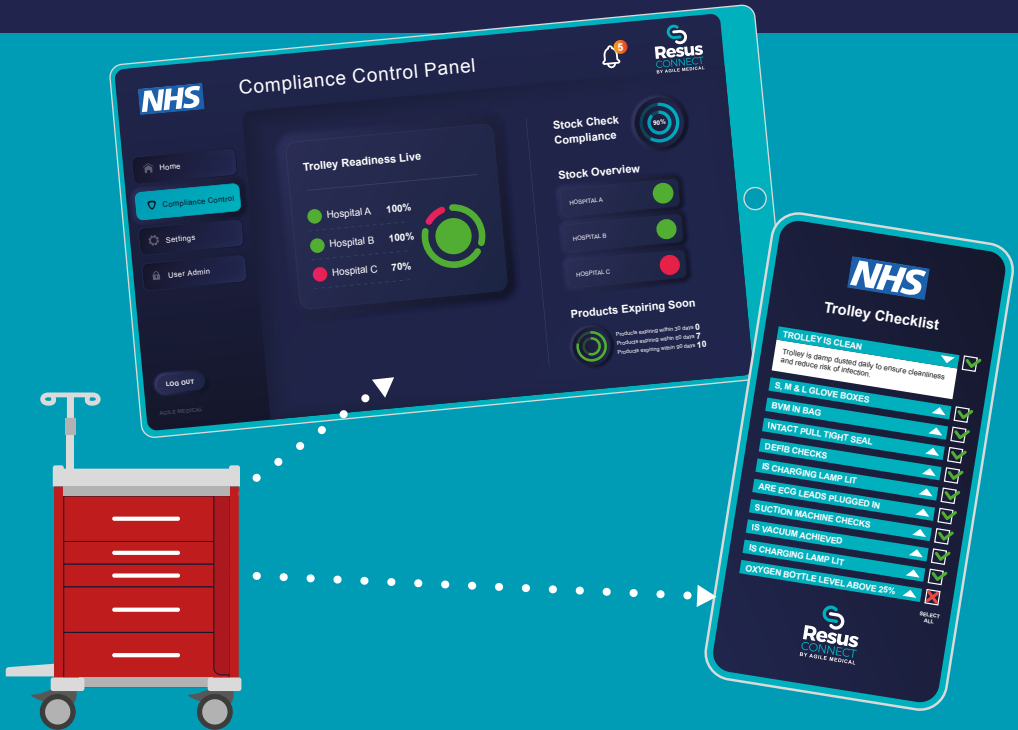 NHS
Compliance Control Panel
5
Resus
CONNECT
BY AGILE MEDICAL
Home
Compliance Control
Settings
User Admin
LOG OUT
AGILE MEDICAL
Trolley Readiness Live
Hospital A 100%
Hospital B 100%
Hospital C 70%
Stock Check
Compliance
90%
Stock Overview
HOSPITAL A
HOSPITAL B
HOSPITAL C
Products Expiring Soon
Products expiring within 30 days 0
Products expiring within 60 days 7
Products expiring within 90 days 10
NHS
Trolley Checklist
TROLLEY IS CLEAN
Trolley is damp dusted daily to ensure cleanliness
and reduce risk of infection.
S, M & L GLOVE BOXES
BVM IN BAG
INTACT PULL TIGHT SEAL
DEFIB CHECKS
IS CHARGING LAMP LIT
ARE ECG LEADS PLUGGED IN
SUCTION MACHINE CHECKS
IS VACUUM ACHIEVED
IS CHARGING LAMP LIT
OXYGEN BOTTLE LEVEL ABOVE 25%
SELECT
ALL
Resus
CONNECT
BY AGILE MEDICAL